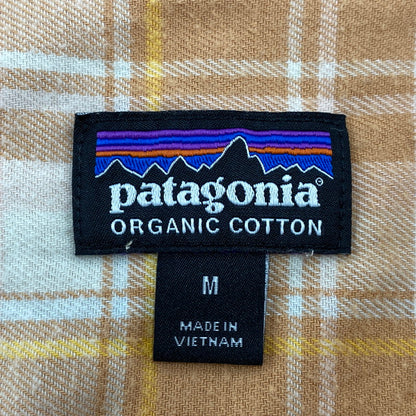 patagonia®
ORGANIC COTTON
M
MADE IN
VIETNAM